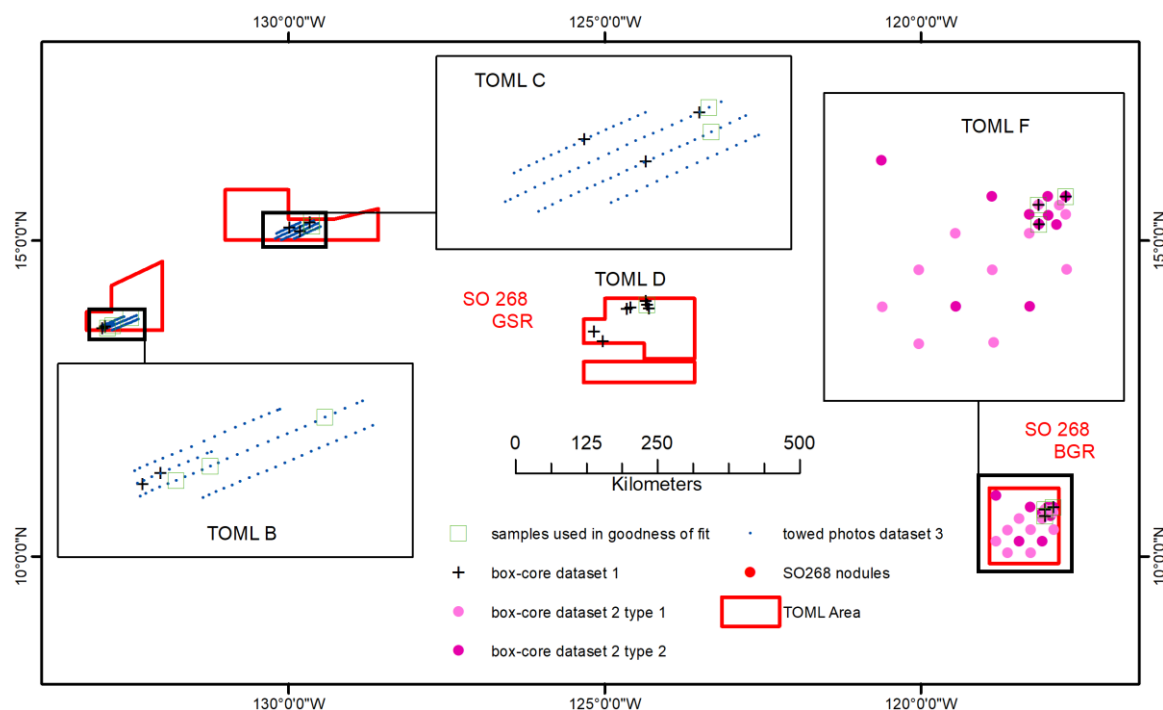 130°0'0"W
125°0'0"W
120°0'0"W
15°0'0"N
10°0'0"N
TOML C
TOML F
15°0'0"N
10°0'0"N
SO 268
GSR
TOML D
TOML B
0 125 250 500
Kilometers
SO 268
BGR
samples used in goodness of fit
box-core dataset 1
box-core dataset 2 type 1
box-core dataset 2 type 2
towed photos dataset 3
SO268 nodules
TOML Area
130°0'0"W
125°0'0"W
120°0'0"W